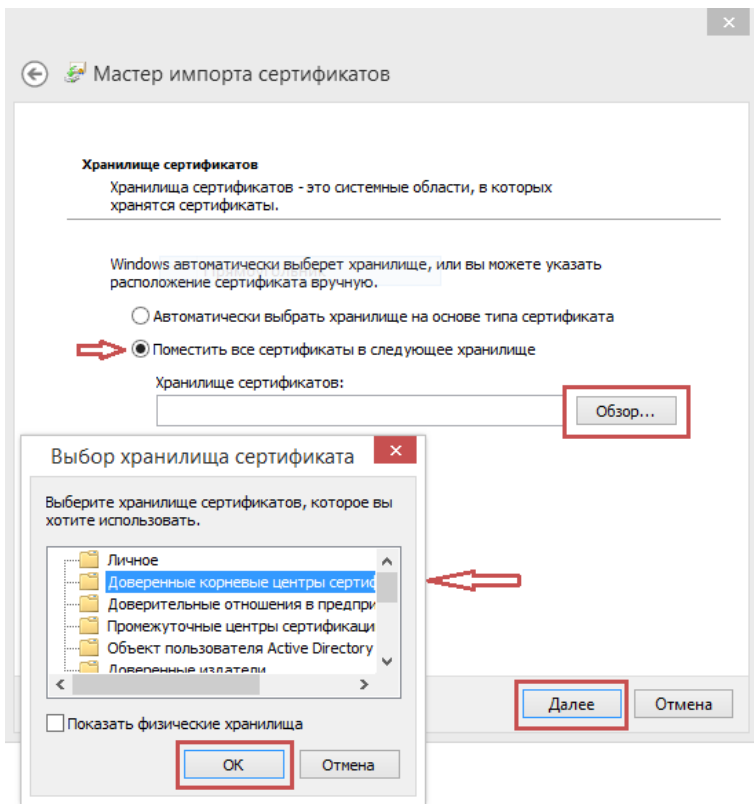 Мастер импорта сертификатов
Хранилище сертификатов
Хранилища сертификатов - это системные области, в которых
хранятся сертификаты.
Windows автоматически выберет хранилище, или вы можете указать
расположение сертификата вручную.
Прямоугольник
Автоматически выбрать хранилище на основе типа сертификата
Поместить все сертификаты в следующее хранилище
Хранилище сертификатов:
Обзор...
Выбор хранилища сертификата
Выберите хранилище сертификатов, которое вы
хотите использовать.
Личное
Доверенные корневые центры сертиф
Доверительные отношения в предпри
Промежуточные центры сертификаци
Объект пользователя Active Directory
Доверенные издатели
Показать физические хранилища
ОК
Отмена
Далее
Отмена